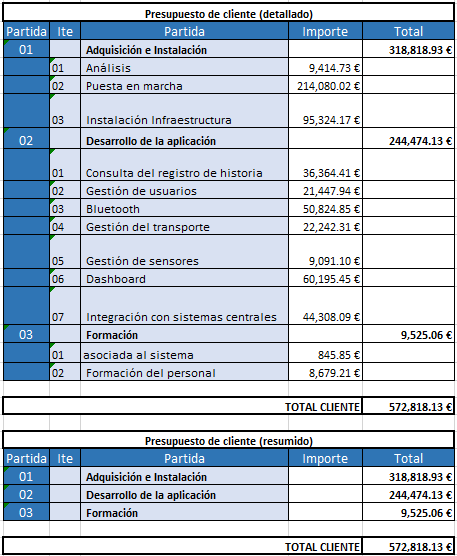 Presupuesto de cliente (detallado)
Partida Ite Partida Importe Total
01 Adquisición e Instalación 318,818.93 €
01 Análisis 9,414.73 €
02 Puesta en marcha 214,080.02 €
03 Instalación Infraestructura 95,324.17 €
02 Desarrollo de la aplicación 244,474.13 €
01 Consulta del registro de historia 36,364.41 €
02 Gestión de usuarios 21,447.94 €
03 Bluetooth 50,824.85 €
04 Gestión del transporte 22,242.31 €
05 Gestión de sensores 9,091.10 €
06 Dashboard 60,195.45 €
07 Integración con sistemas centrales 44,308.09 €
03 Formación 9,525.06 €
01 asociada al sistema 845.85 €
02 Formación del personal 8,679.21 €
TOTAL CLIENTE 572,818.13 €
Presupuesto de cliente (resumido)
Partida Ite Partida Importe Total
01 Adquisición e Instalación 318,818.93 €
02 Desarrollo de la aplicación 244,474.13 €
03 Formación 9,525.06 €
TOTAL CLIENTE 572,818.13 €